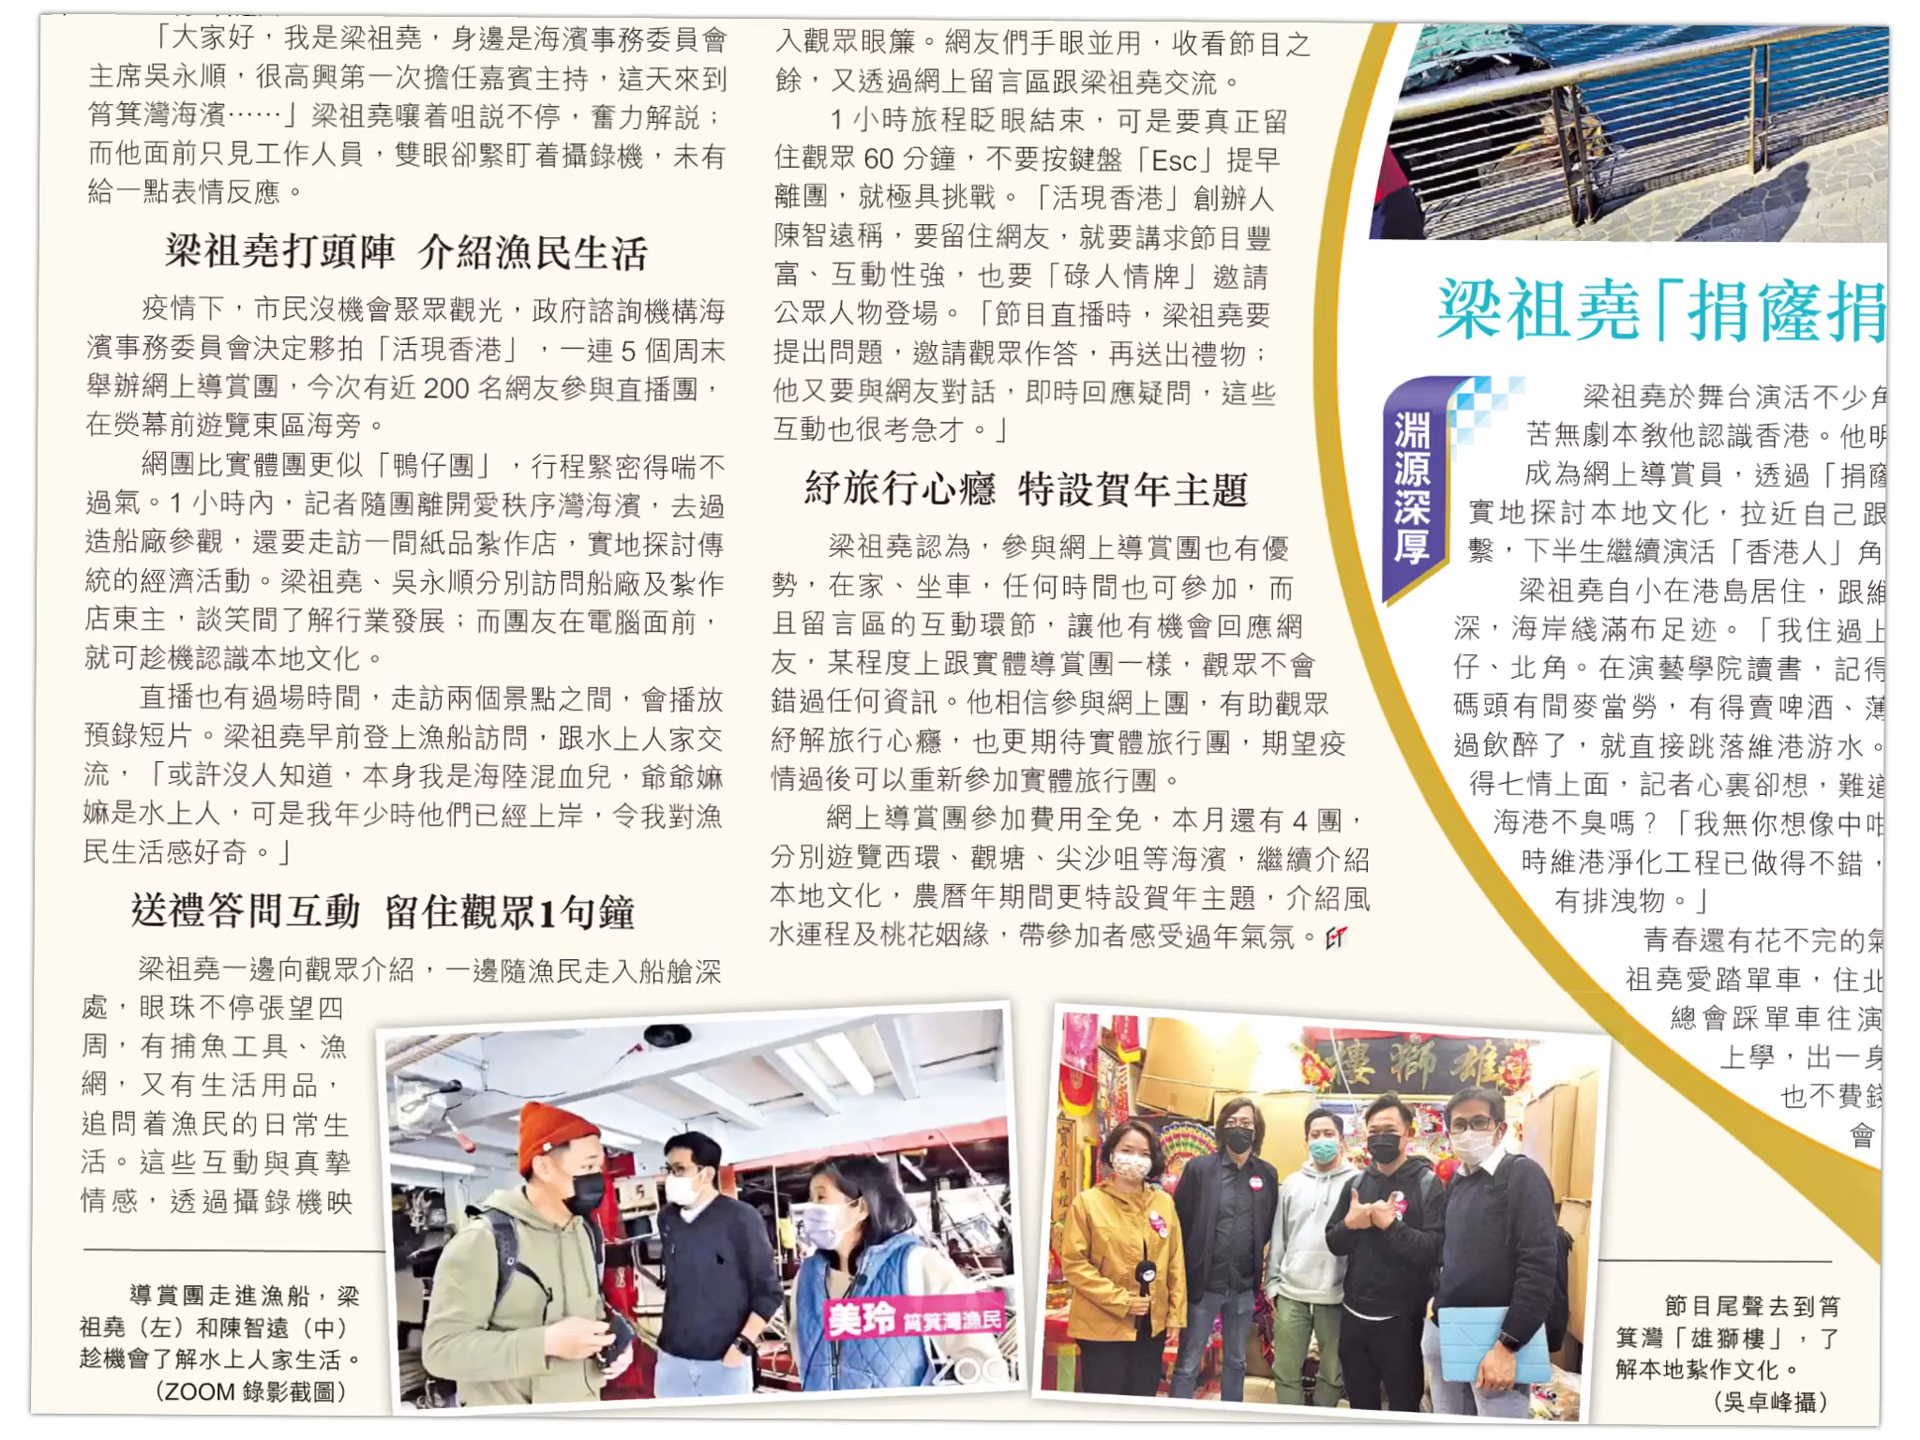 「大家好，我是梁祖堯，身邊是海濱事務委員會
主席吳永順，很高興第一次擔任嘉賓主持，這天來到
筲箕灣海濱……」梁祖堯嚷着咀説不停，奮力解説；
而他面前只見工作人員，雙眼卻緊盯着攝錄機，未有
給一點表情反應。
梁祖堯打頭陣 介紹漁民生活
疫情下，市民沒機會聚眾觀光，政府諮詢機構海
濱事務委員會決定夥拍「活現香港」，一連 5 個周末
舉辦網上導賞團，今次有近 200 名網友參與直播團，
在熒幕前遊覽東區海旁。
網團比實體團更似「鴨仔團」，行程緊密得喘不
過氣。1 小時內，記者隨團離開愛秩序灣海濱，去過
造船廠參觀，還要走訪一間紙品紮作店，實地探討傳
統的經濟活動。梁祖堯、吳永順分別訪問船廠及紮作
店東主，談笑間了解行業發展；而團友在電腦面前，
就可趁機認識本地文化。
直播也有過場時間，走訪兩個景點之間，會播放
預錄短片。梁祖堯早前登上漁船訪問，跟水上人家交
流，「或許沒人知道，本身我是海陸混血兒，爺爺嫲
嫲是水上人，可是我年少時他們已經上岸，令我對漁
民生活感好奇。」
送禮答問互動 留住觀眾1句鐘
梁祖堯一邊向觀眾介紹，一邊隨漁民走入船艙深
處，眼珠不停張望四
周，有捕魚工具、漁
網，又有生活用品，
追問着漁民的日常生
活。這些互動與真摯
情感，透過攝錄機映
入觀眾眼簾。網友們手眼並用，收看節目之
餘，又透過網上留言區跟梁祖堯交流。
1 小時旅程眨眼結束，可是要真正留
住觀眾 60 分鐘，不要按鍵盤「Esc」提早
離團，就極具挑戰。「活現香港」創辦人
陳智遠稱，要留住網友，就要講求節目豐
富、互動性強，也要「碌人情牌」邀請
公眾人物登場。「節目直播時，梁祖堯要
提出問題，邀請觀眾作答，再送出禮物；
他又要與網友對話，即時回應疑問，這些
互動也很考急才。」
紓旅行心癮 特設賀年主題
梁祖堯認為，參與網上導賞團也有優
勢，在家、坐車，任何時間也可參加，而
且留言區的互動環節，讓他有機會回應網
友，某程度上跟實體導賞團一樣，觀眾不會
錯過任何資訊。他相信參與網上團，有助觀眾
紓解旅行心癮，也更期待實體旅行團，期望疫
情過後可以重新參加實體旅行團。
網上導賞團參加費用全免，本月還有 4 團，
分別遊覽西環、觀塘、尖沙咀等海濱，繼續介紹
本地文化，農曆年期間更特設賀年主題，介紹風
水運程及桃花姻緣，帶參加者感受過年氣氛。ET
梁祖堯「捐窿捐
淵源深厚
梁祖堯於舞台演活不少角
苦無劇本教他認識香港。他明
成為網上導賞員，透過「捐窿
實地探討本地文化，拉近自己跟
繫，下半生繼續演活「香港人」角
梁祖堯自小在港島居住，跟維
深，海岸綫滿布足迹。「我住過上
仔、北角。在演藝學院讀書，記得
碼頭有間麥當勞，有得賣啤酒、薄
過飲醉了，就直接跳落維港游水。
得七情上面，記者心裏卻想，難道
海港不臭嗎？「我無你想像中咁
時維港淨化工程已做得不錯，
有排洩物。」
青春還有花不完的氣
祖堯愛踏單車，住北
總會踩單車往演
上學，出一身
也不費錢
會
雄獅樓
美玲 筲箕灣漁民
ZOO
導賞團走進漁船，梁
祖堯（左）和陳智遠（中）
趁機會了解水上人家生活。
（ZOOM 錄影截圖）
節目尾聲去到筲
箕灣「雄獅樓」，了
解本地紮作文化。
（吳卓峰攝）